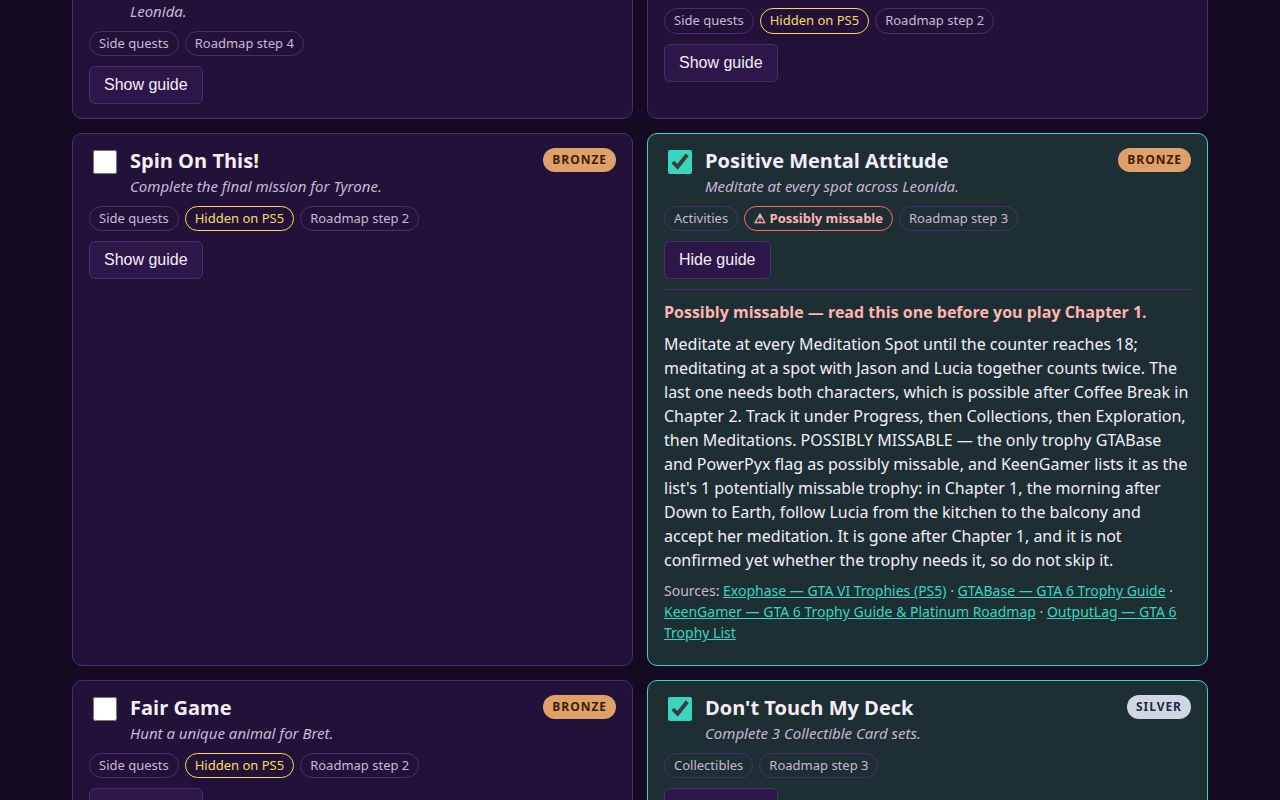 Leonida.
Side quests
Roadmap step 4
Show guide
Side quests
Hidden on PS5
Roadmap step 2
Show guide
Spin On This!
BRONZE
Complete the final mission for Tyrone.
Side quests
Hidden on PS5
Roadmap step 2
Show guide
Positive Mental Attitude
BRONZE
Meditate at every spot across Leonida.
Activities
⚠ Possibly missable
Roadmap step 3
Hide guide
Possibly missable — read this one before you play Chapter 1.
Meditate at every Meditation Spot until the counter reaches 18;
meditating at a spot with Jason and Lucia together counts twice. The
last one needs both characters, which is possible after Coffee Break in
Chapter 2. Track it under Progress, then Collections, then Exploration,
then Meditations. POSSIBLY MISSABLE — the only trophy GTABase
and PowerPyx flag as possibly missable, and KeenGamer lists it as the
list's 1 potentially missable trophy: in Chapter 1, the morning after
Down to Earth, follow Lucia from the kitchen to the balcony and
accept her meditation. It is gone after Chapter 1, and it is not
confirmed yet whether the trophy needs it, so do not skip it.
Sources: Exophase — GTA VI Trophies (PS5) · GTABase — GTA 6 Trophy Guide ·
KeenGamer — GTA 6 Trophy Guide & Platinum Roadmap · OutputLag — GTA 6
Trophy List
Fair Game
BRONZE
Hunt a unique animal for Bret.
Side quests
Hidden on PS5
Roadmap step 2
Don't Touch My Deck
SILVER
Complete 3 Collectible Card sets.
Collectibles
Roadmap step 3